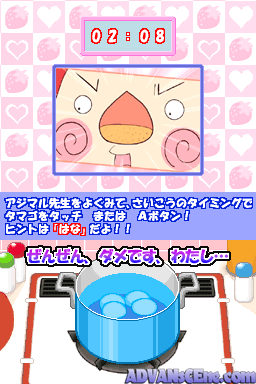 02:08
アジマル先生をよくみて、さいこうのタイミングで
タマゴをタッチ または Aボタン！
ヒントは「はな」だよ！！
ぜんぜん、ダメです、わたし…
ADVANSCEnc.com